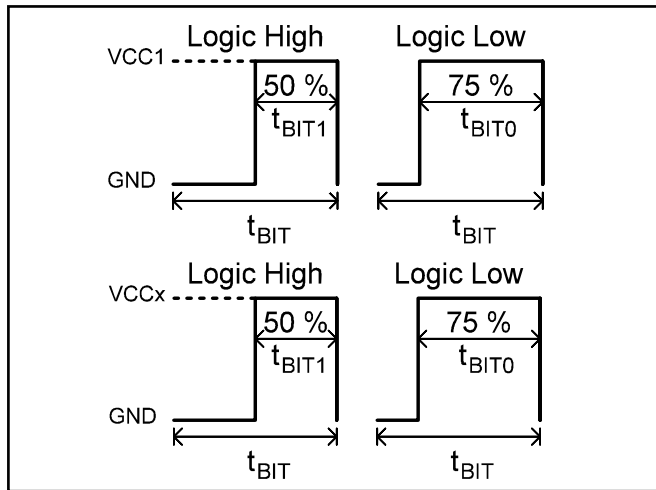 Logic High Logic Low
VCC1
50 % 75 %
tBIT1 tBIT0
GND
tBIT tBIT
Logic High Logic Low
VCCx
50 % 75 %
tBIT1 tBIT0
GND
tBIT tBIT